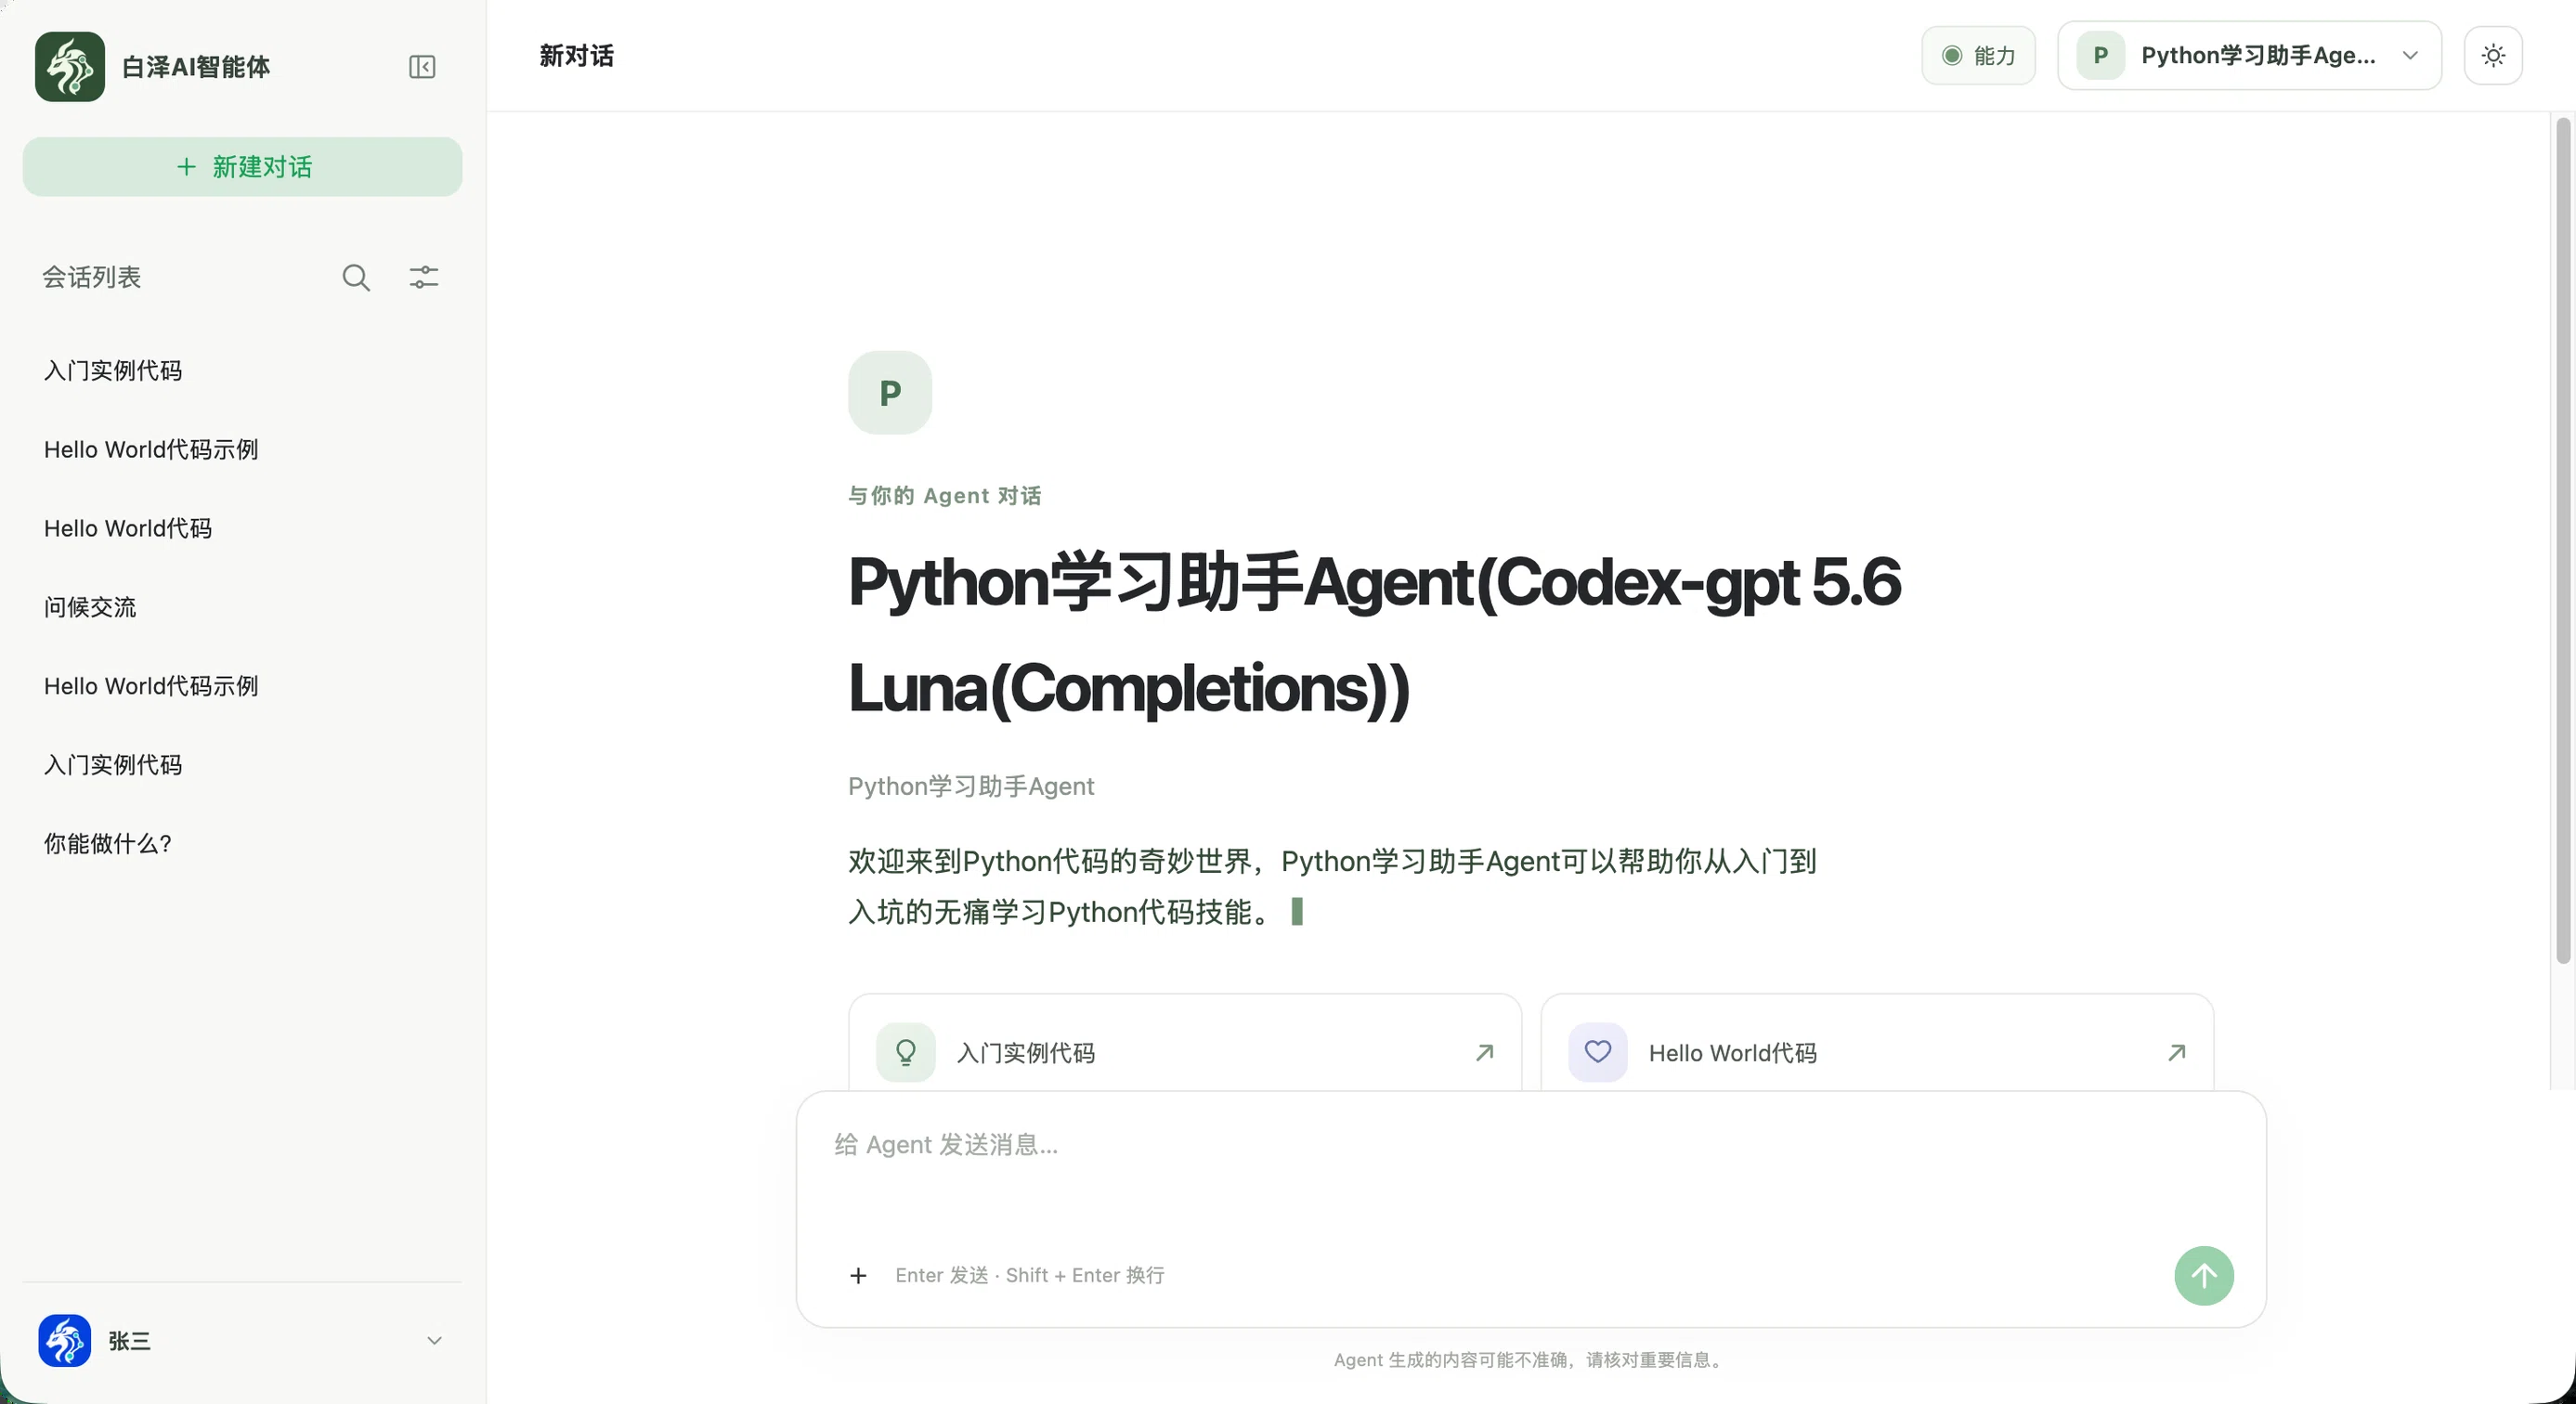 白泽AI智能体
+ 新建对话
会话列表
入门实例代码
Hello World代码示例
Hello World代码
问候交流
Hello World代码示例
入门实例代码
你能做什么?
张三
新对话
能力
P
Python学习助手Age...
P
与你的 Agent 对话
Python学习助手Agent(Codex-gpt 5.6
Luna(Completions))
Python学习助手Agent
欢迎来到Python代码的奇妙世界，Python学习助手Agent可以帮助你从入门到
入坑的无痛学习Python代码技能。
入门实例代码
Hello World代码
给 Agent 发送消息...
+ Enter 发送 · Shift + Enter 换行
Agent 生成的内容可能不准确，请核对重要信息。